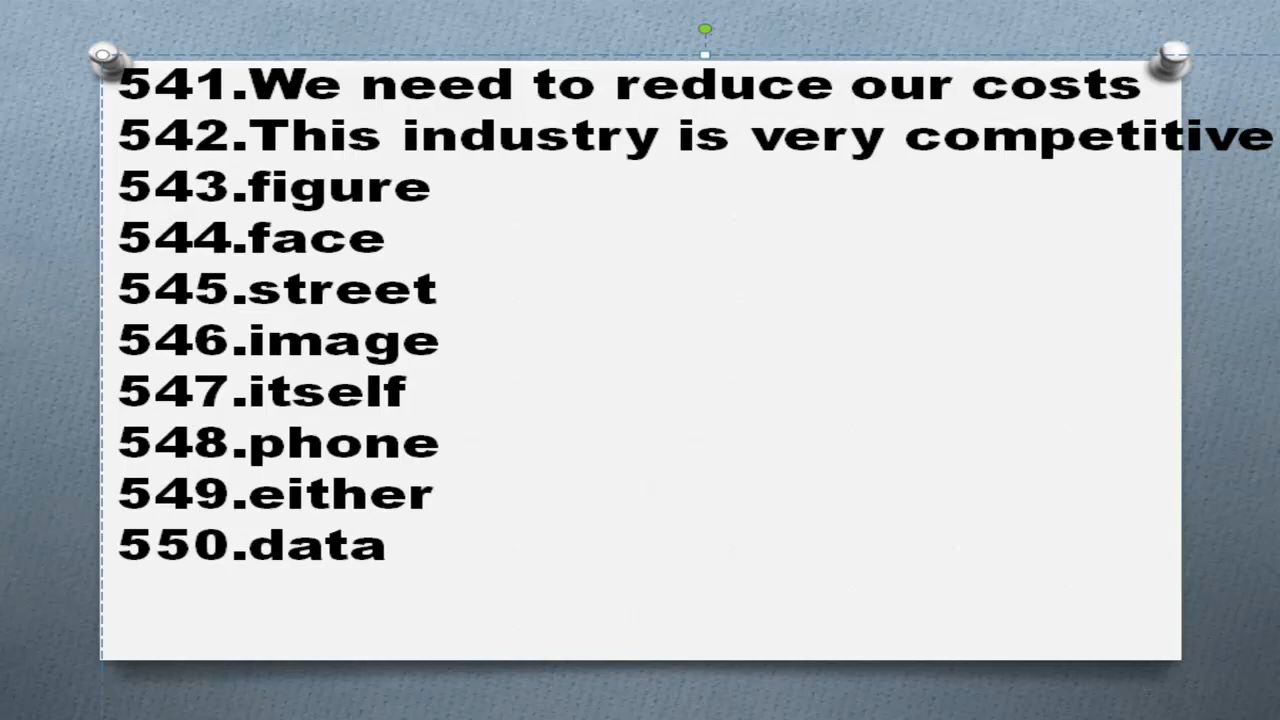 541.We need to reduce our costs
542.This industry is very competitive
543.figure
544.face
545.street
546.image
547.itself
548.phone
549.either
550.data